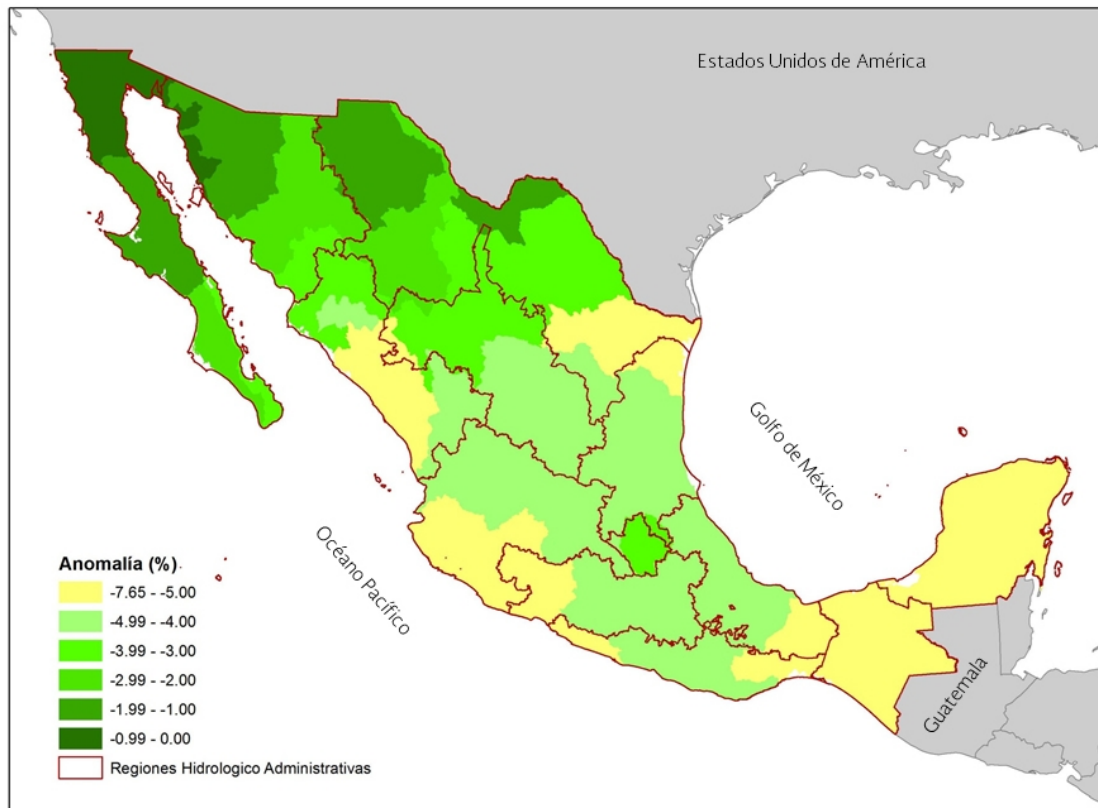 Estados Unidos de América
Golfo de México
Océano Pacífico
Guatemala
Anomalía (%).
-7.65 - -5.00
-4.99 - -4.00
-3.99 - -3.00
-2.99 - -2.00
-1.99 - -1.00
-0.99 - 0.00
Regiones Hidrologico Administrativas